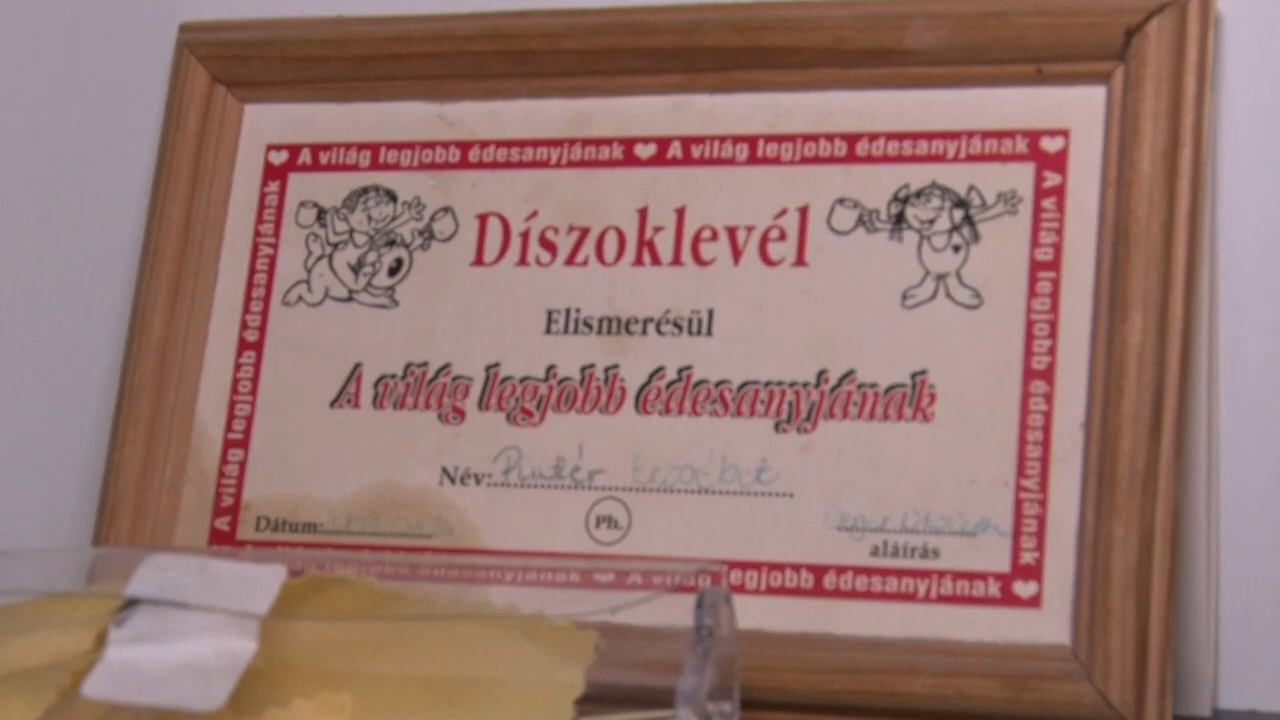 A világ legjobb édesanyjának ❤ A világ legjobb édesanyjának
A világ legjobb édesanyjának
A világ legjobb édesanyjának
Díszoklevél
Elismerésül
A világ legjobb édesanyjának
Név:
Ph.
Dátum:
aláírás
legjobb édesanyjának ❤ A világ legjobb édesanyjának